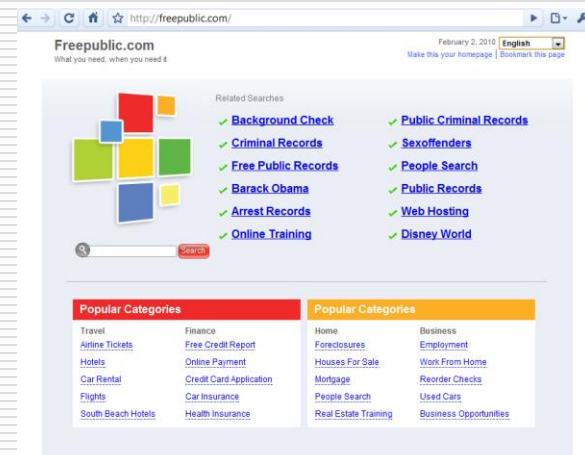 http://freepublic.com/
Freepublic.com
What you need, when you need it
February 2, 2010 English
Make this your homepage | Bookmark this page
Related Searches
Background Check
Public Criminal Records
Criminal Records
Sexoffenders
Free Public Records
People Search
Barack Obama
Public Records
Arrest Records
Web Hosting
Online Training
Disney World
Search
Popular Categories
Travel
Finance
Airline Tickets
Free Credit Report
Hotels
Online Payment
Car Rental
Credit Card Application
Flights
Car Insurance
South Beach Hotels
Health Insurance
Popular Categories
Home
Business
Foreclosures
Employment
Houses For Sale
Work From Home
Mortgage
Reorder Checks
People Search
Used Cars
Real Estate Training
Business Opportunities